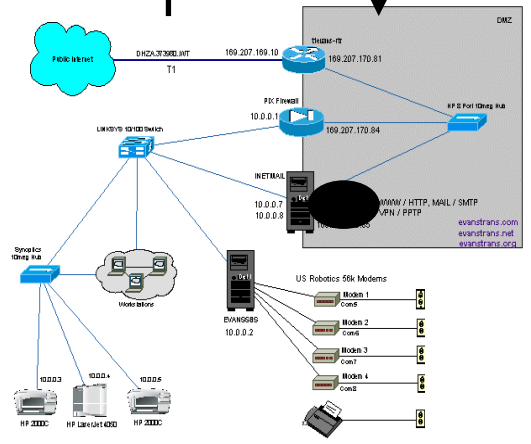 DMZ
169.207.169.10
169.207.170.81
Public Internet
T1
PIX Firewall
10.0.0.1
169.207.170.84
HP 8 Port 10meg Hub
LINKSYS 10/100 Switch
INETMAIL
Dell
10.0.0.7
10.0.0.8
WWW / HTTP, MAIL / SMTP
VPN / PPTP
evanstrans.com
evanstrans.net
evanstrans.org
Synoptics
10meg Hub
Workstations
Dell
EVANSSBS
10.0.0.2
US Robotics 56k Modems
Modem 1
Com5
Modem 2
Com6
Modem 3
Com7
Modem 4
Com8
10.0.0.3
10.0.0.4
10.0.0.5
HP 2000C
HP LaserJet 4050
HP 2000C